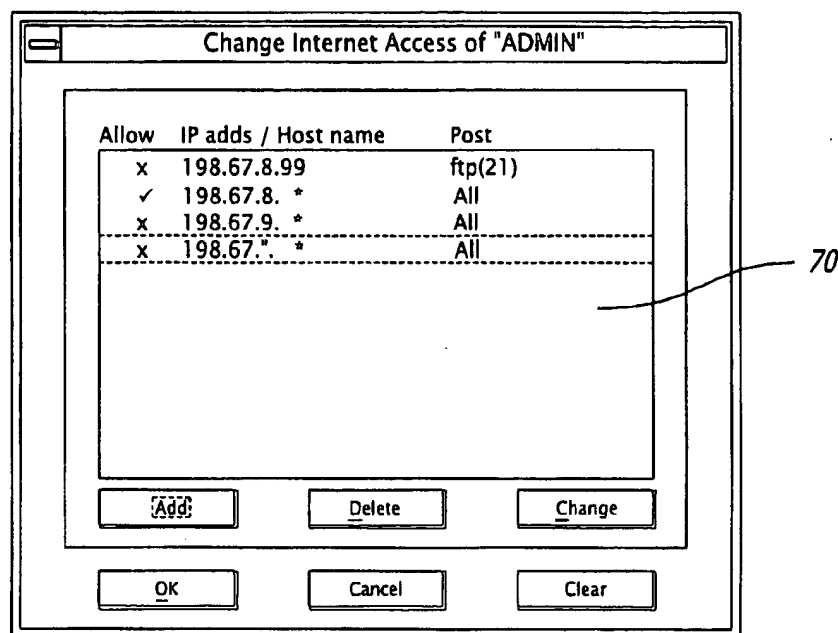 Change Internet Access of "ADMIN"
Allow IP adds / Host name Post
x 198.67.8.99 ftp(21)
✓ 198.67.8. * All
x 198.67.9. * All
x 198.67.". * All
70
Add Delete Change
OK Cancel Clear